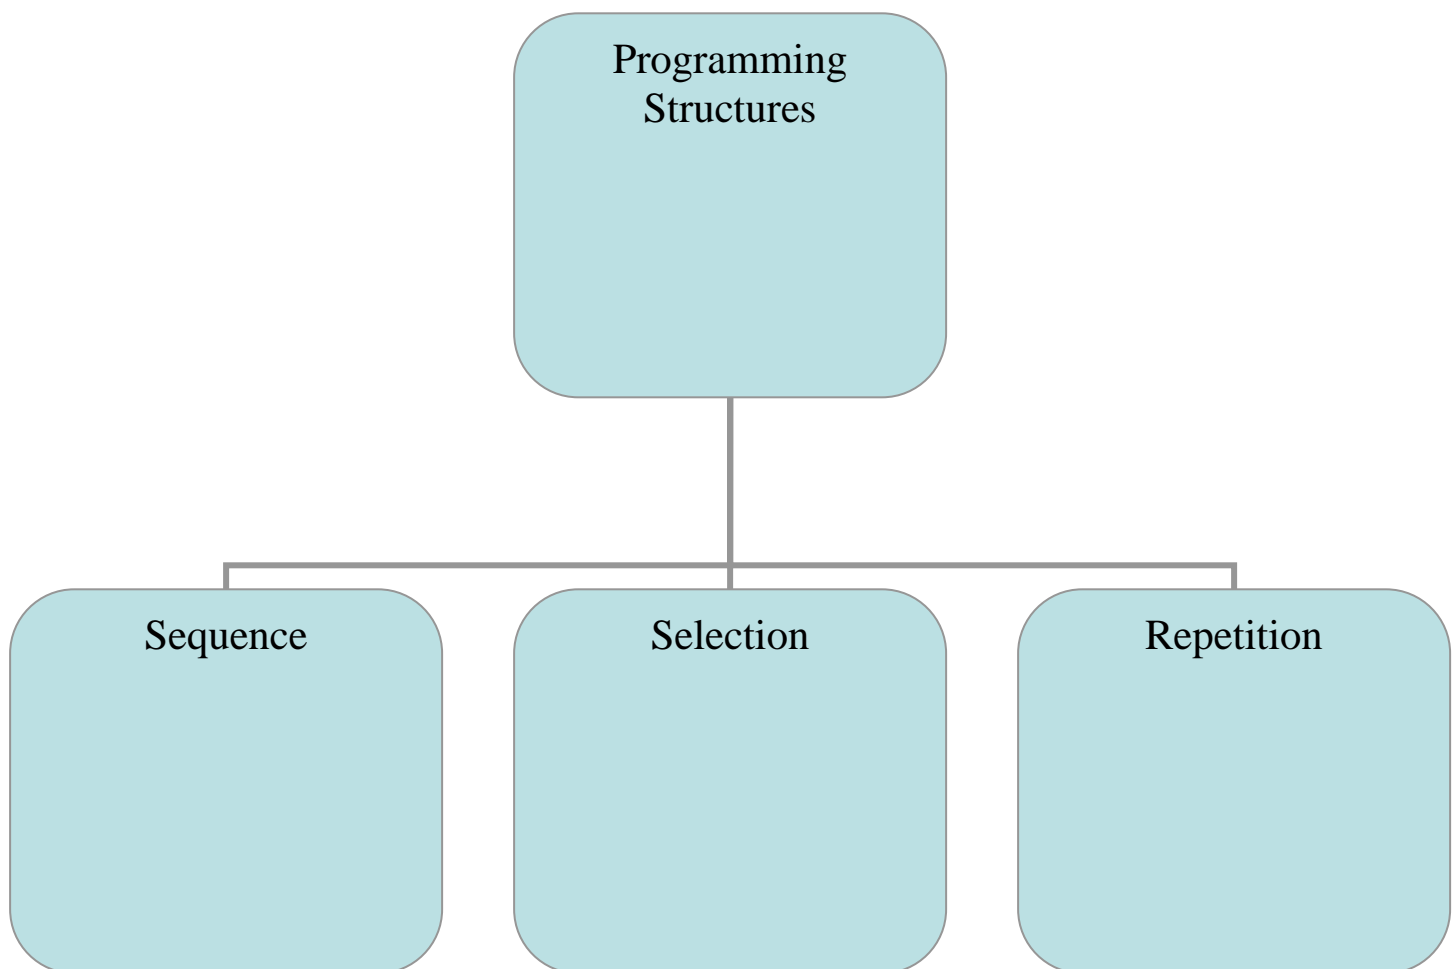 Programming
Structures
Sequence
Selection
Repetition